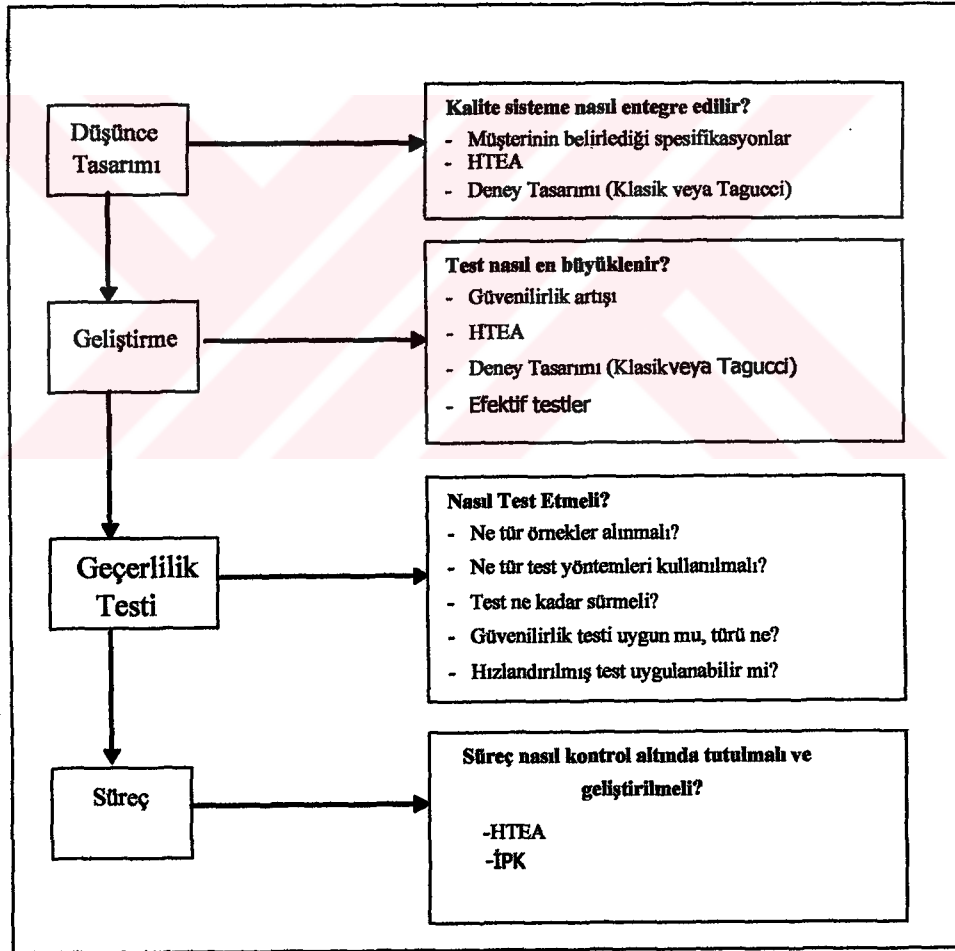 Düşünce
Tasarımı
Kalite sisteme nasıl entegre edilir?
- Müşterinin belirlediği spesifikasyonlar
- HTEA
- Deney Tasarımı (Klasik veya Tagucci)
Geliştirme
Test nasıl en büyüklenir?
- Güvenilirlik artışı
- HTEA
- Deney Tasarımı (Klasikveya Tagucci)
- Efektif testler
Geçerlilik
Testi
Nasıl Test Etmeli?
- Ne tür örnekler alınmalı?
- Ne tür test yöntemleri kullanılmalı?
- Test ne kadar sürmeli?
- Güvenilirlik testi uygun mu, türü ne?
- Hızlandırılmış test uygulanabilir mi?
Süreç
Süreç nasıl kontrol altında tutulmalı ve
geliştirilmeli?
-HTEA
-İPK